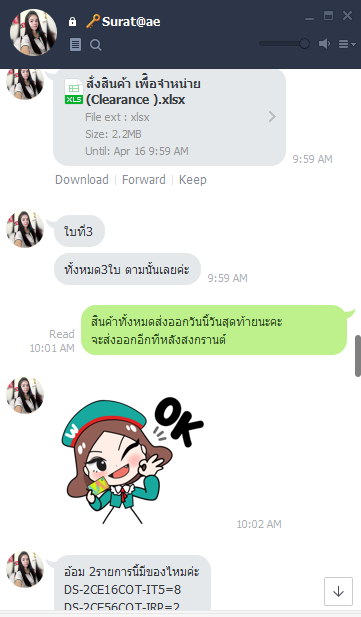 Surat@ae
สั่งสินค้า เพื่อจำหน่าย
(Clearance ).xlsx
XLS
File ext : xlsx
Size: 2.2MB
Until: Apr 16 9:59 AM
9:59 AM
Download | Forward | Keep
ใบที่3
ทั้งหมด3ใบ ตามนั้นเลยค่ะ
9:59 AM
สินค้าทั้งหมดส่งออกวันนี้วันสุดท้ายนะคะ
จะส่งออกอีกทีหลังสงกรานต์
Read
10:01 AM
OK
W
10:02 AM
อ้อม 2รายการนี้มีของไหมค่ะ
DS-2CE16COT-IT5=8
DS-2CE56COT-IRP=2